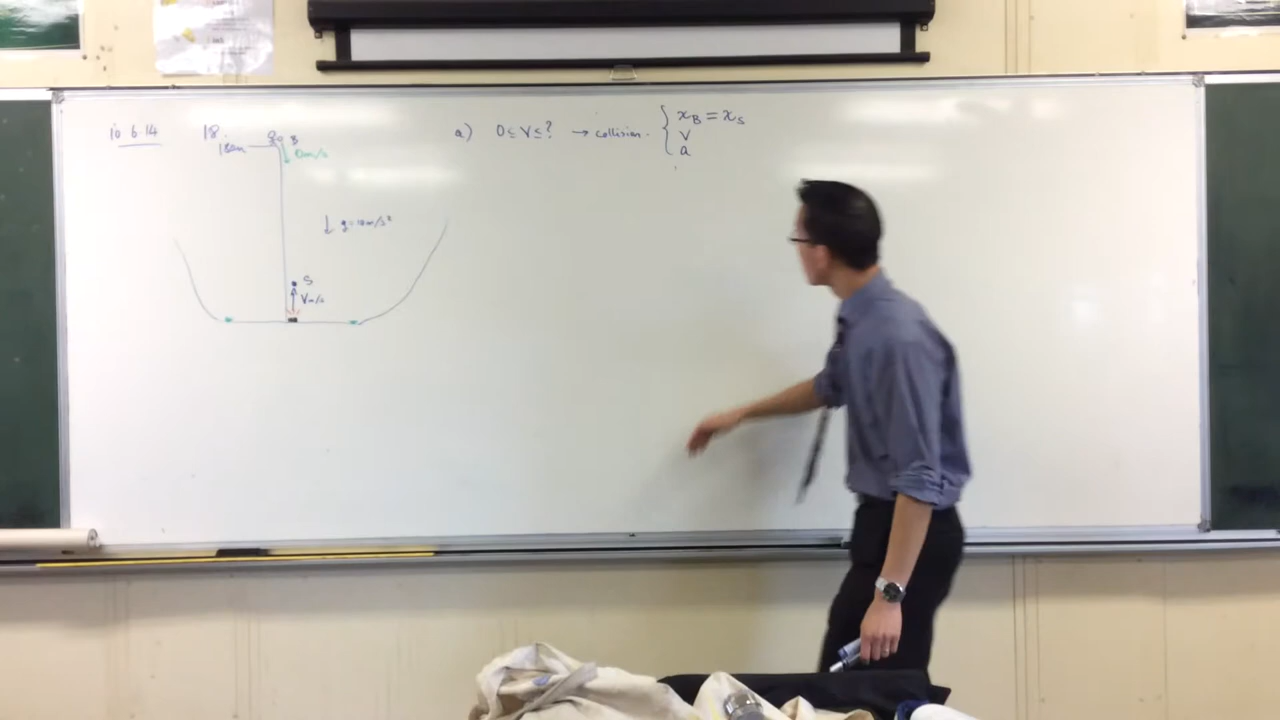 10.6.14
18.
B
180m
0m/s
↓ g=10m/s²
S
Vm/s
a) 0 ≤ V ≤ ? → collision.
x_B = x_S
v
a